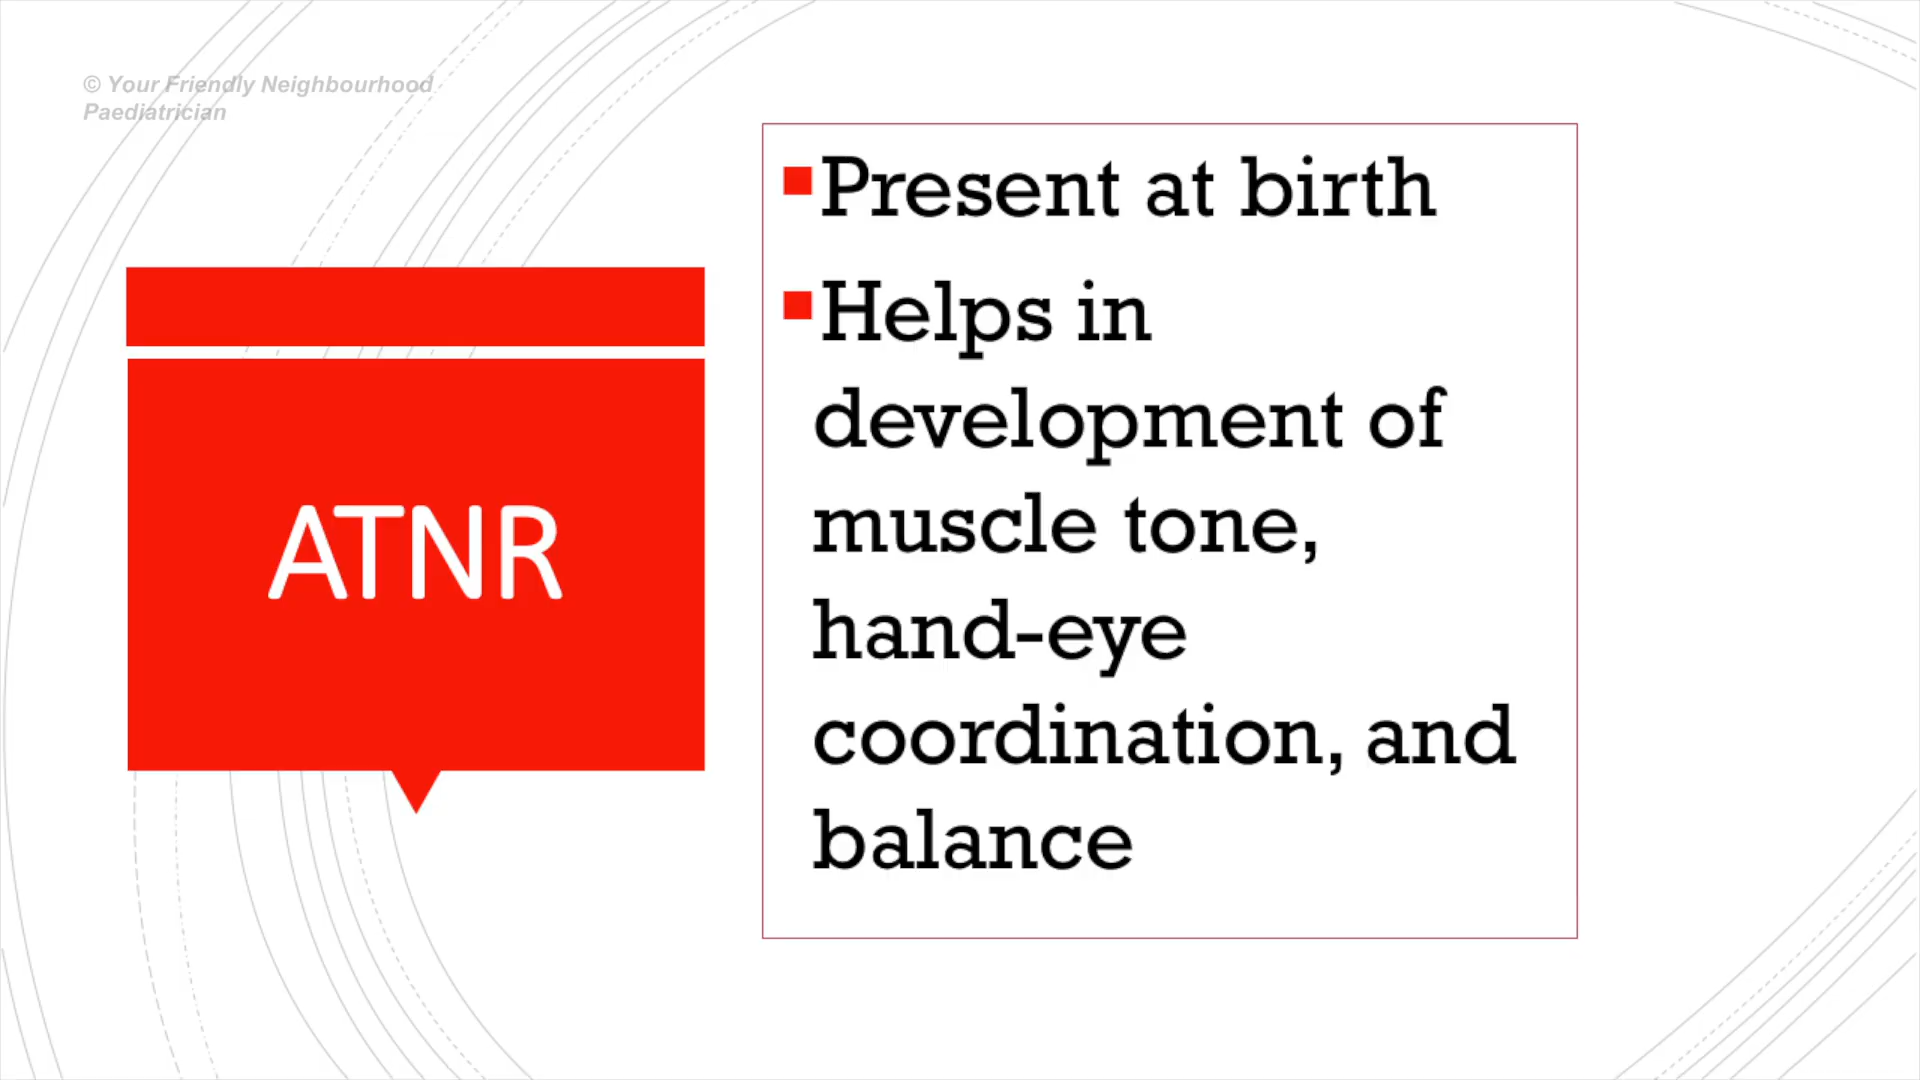 © Your Friendly Neighbourhood
Paediatrician
ATNR
Present at birth
Helps in
development of
muscle tone,
hand-eye
coordination, and
balance